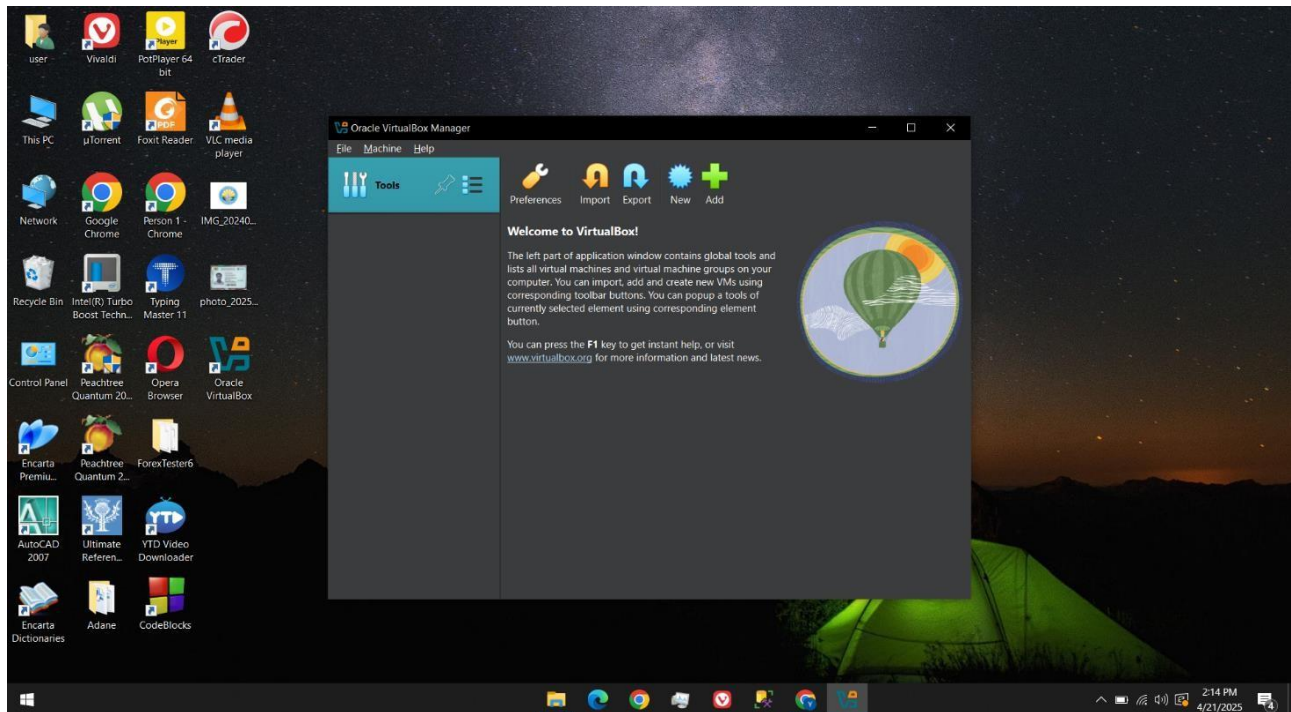 user
Vivaldi
PotPlayer 64
bit
cTrader
This PC
µTorrent
Foxit Reader
VLC media
player
Network
Google
Chrome
Person 1 -
Chrome
IMG_20240...
Recycle Bin
Intel(R) Turbo
Boost Techn...
Typing
Master 11
photo_2025...
Control Panel
Peachtree
Quantum 20...
Opera
Browser
Oracle
VirtualBox
Encarta
Premiu...
Peachtree
Quantum 2...
ForexTester6
AutoCAD
2007
Ultimate
Referen...
YTD Video
Downloader
Encarta
Dictionaries
Adane
CodeBlocks
Oracle VirtualBox Manager
File Machine Help
Tools
Preferences Import Export New Add
Welcome to VirtualBox!
The left part of application window contains global tools and
lists all virtual machines and virtual machine groups on your
computer. You can import, add and create new VMs using
corresponding toolbar buttons. You can popup a tools of
currently selected element using corresponding element
button.
You can press the F1 key to get instant help, or visit
www.virtualbox.org for more information and latest news.
2:14 PM
4/21/2025
4